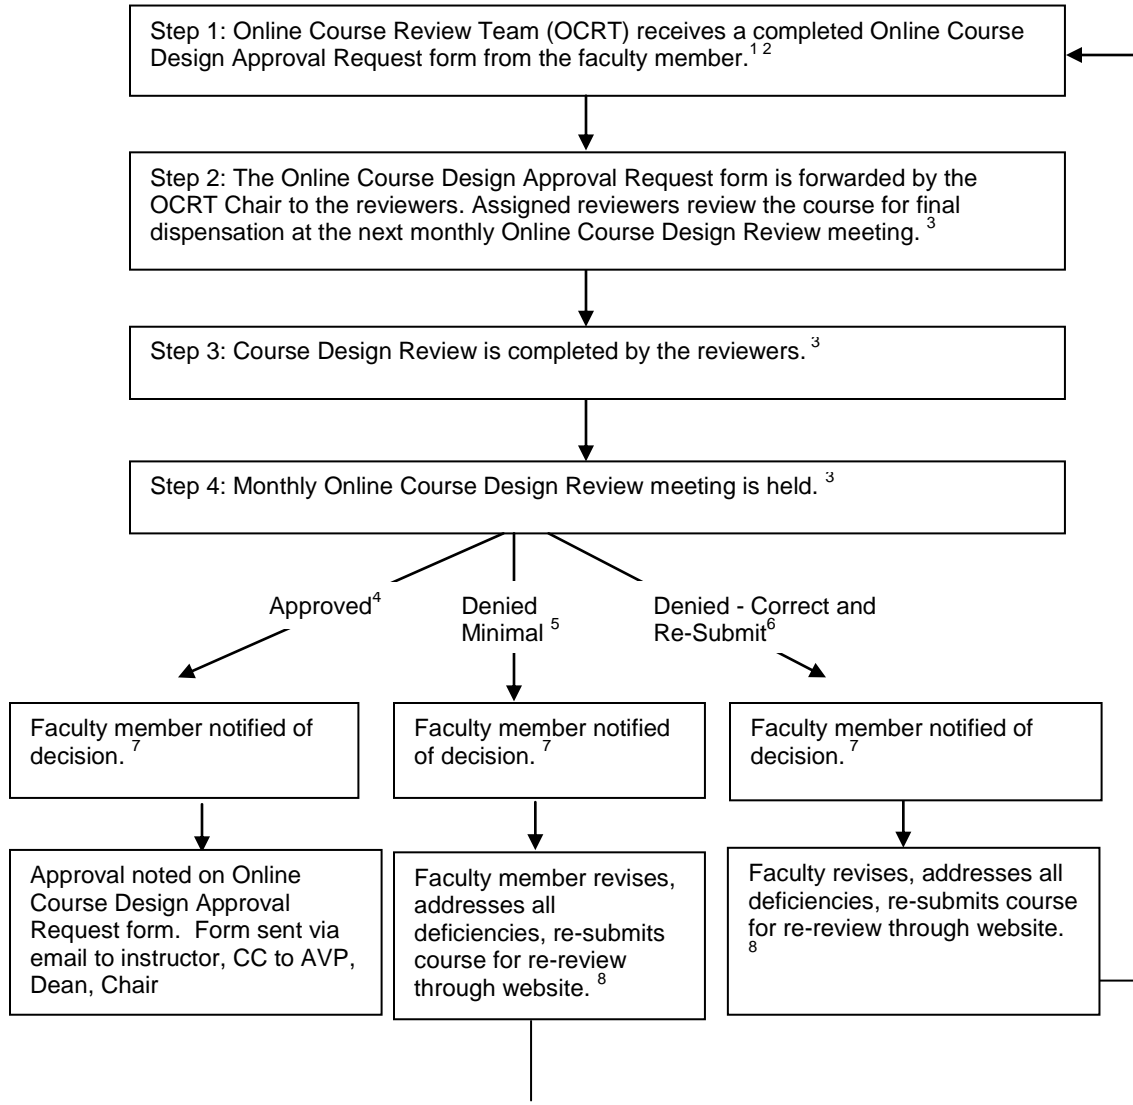 Step 1: Online Course Review Team (OCRT) receives a completed Online Course
Design Approval Request form from the faculty member.1 2
Step 2: The Online Course Design Approval Request form is forwarded by the
OCRT Chair to the reviewers. Assigned reviewers review the course for final
dispensation at the next monthly Online Course Design Review meeting. 3
Step 3: Course Design Review is completed by the reviewers. 3
Step 4: Monthly Online Course Design Review meeting is held. 3
Approved4
Denied
Minimal 5
Denied - Correct and
Re-Submit6
Faculty member notified of
decision. 7
Faculty member notified
of decision. 7
Faculty member notified of
decision. 7
Approval noted on Online
Course Design Approval
Request form.  Form sent via
email to instructor, CC to AVP,
Dean, Chair
Faculty member revises,
addresses all
deficiencies, re-submits
course for re-review
through website. 8
Faculty revises, addresses all
deficiencies, re-submits course
for re-review through website.
8